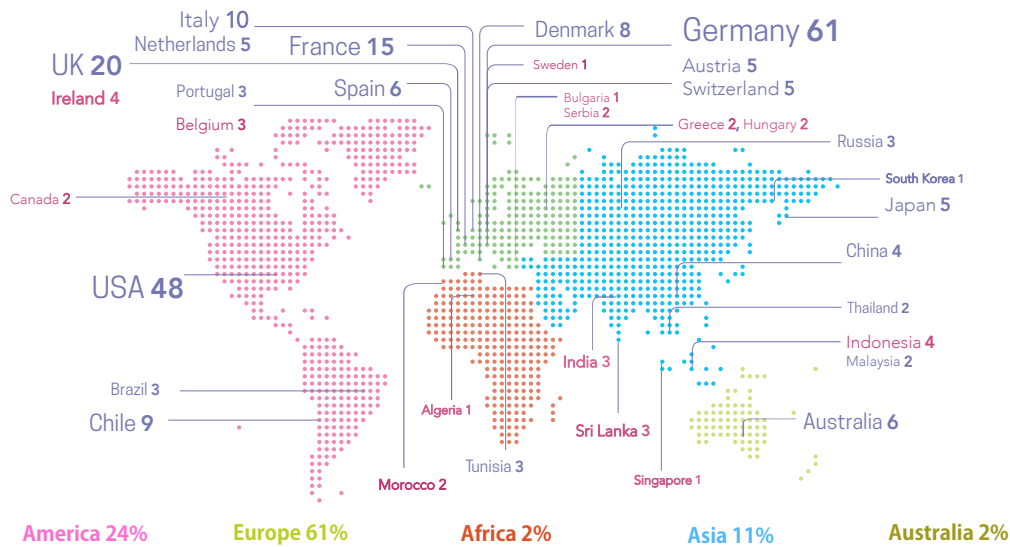 Italy 10
Netherlands 5
France 15
Denmark 8
Germany 61
UK 20
Ireland 4
Portugal 3
Spain 6
Sweden 1
Austria 5
Switzerland 5
Belgium 3
Bulgaria 1
Serbia 2
Greece 2, Hungary 2
Russia 3
South Korea 1
Canada 2
Japan 5
China 4
USA 48
Thailand 2
Indonesia 4
Malaysia 2
India 3
Brazil 3
Chile 9
Algeria 1
Sri Lanka 3
Australia 6
Tunisia 3
Morocco 2
Singapore 1
America 24%
Europe 61%
Africa 2%
Asia 11%
Australia 2%